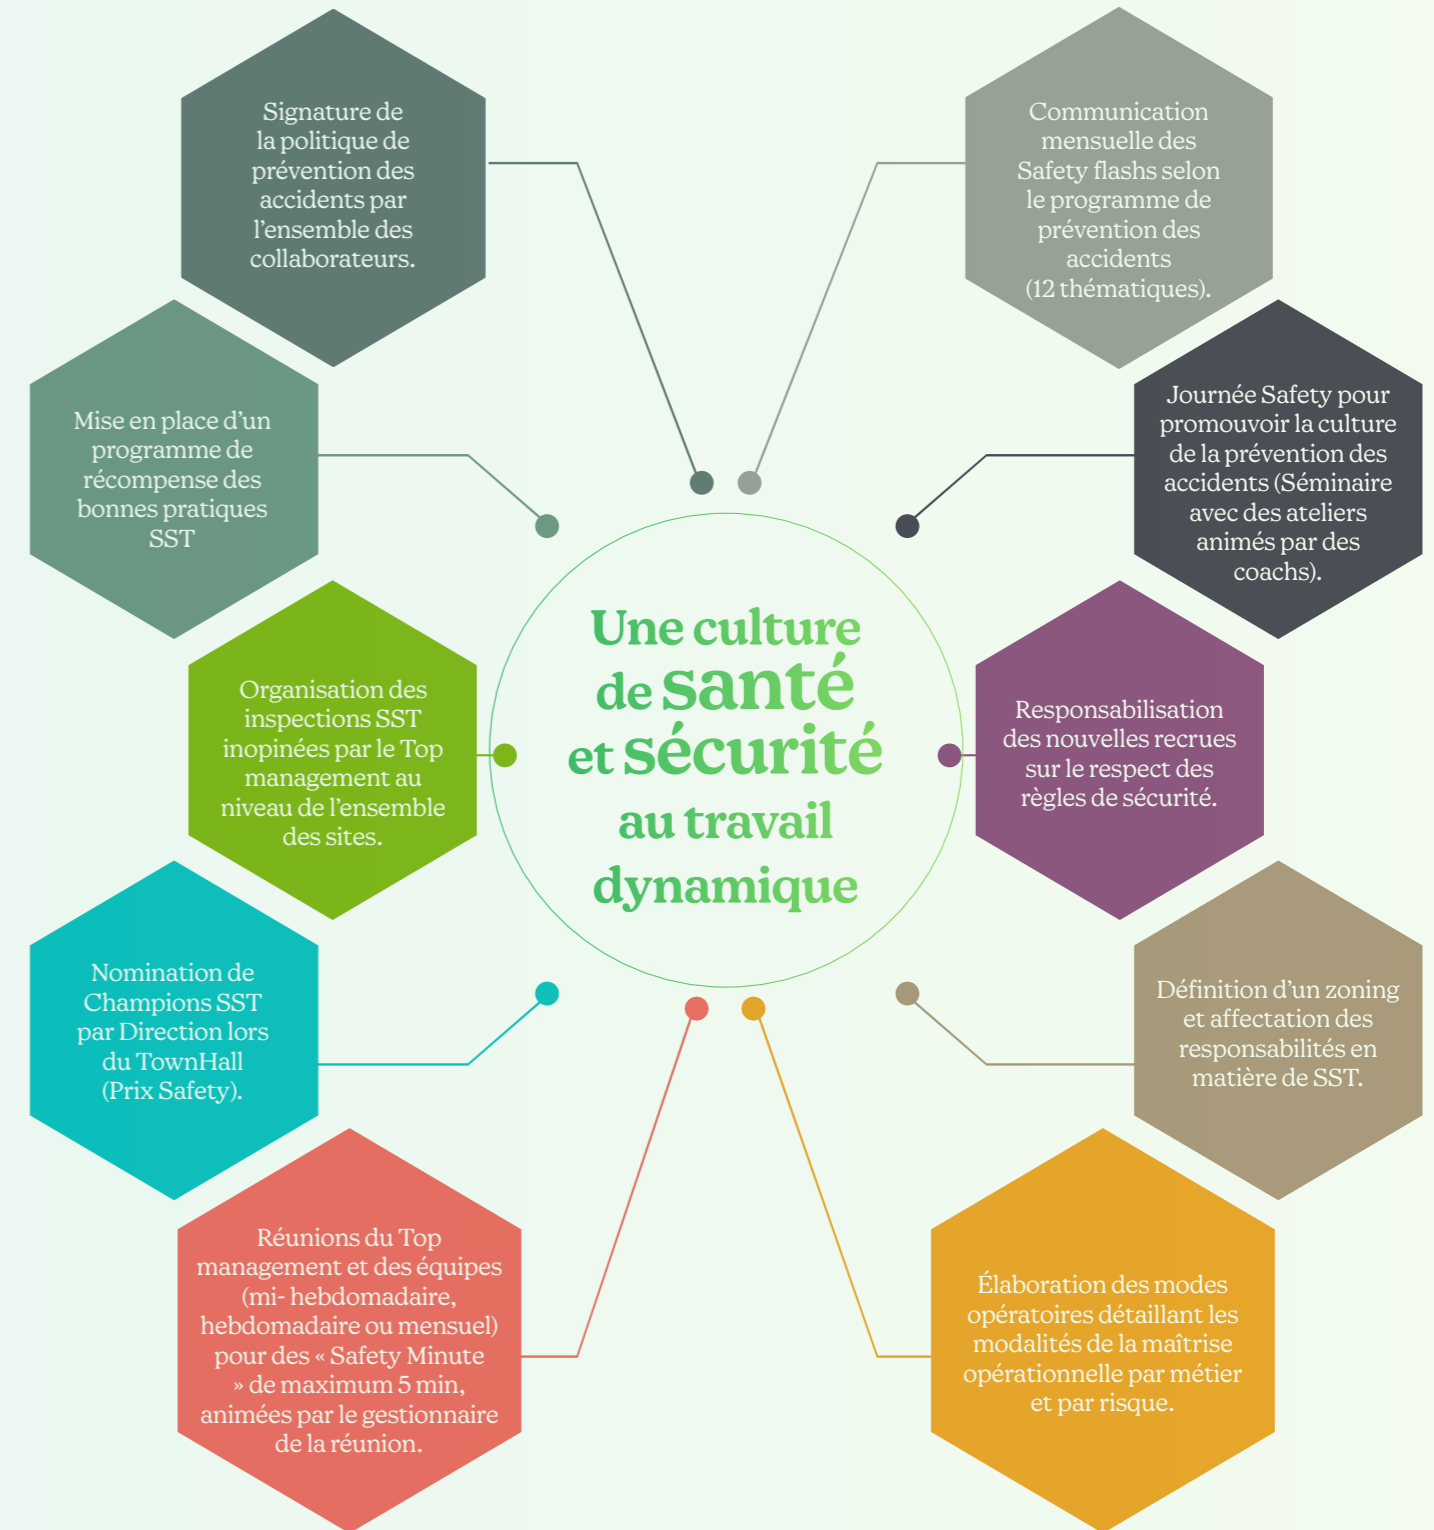 Signature de
la politique de
prévention des
accidents par
l’ensemble des
collaborateurs.
Communication
mensuelle des
Safety flashs selon
le programme de
prévention des
accidents
(12 thématiques).
Mise en place d’un
programme de
récompense des
bonnes pratiques
SST
Journée Safety pour
promouvoir la culture
de la prévention des
accidents (Séminaire
avec des ateliers
animés par des
coachs).
Une culture
de santé
et sécurité
au travail
dynamique
Organisation des
inspections SST
inopinées par le Top
management au
niveau de l’ensemble
des sites.
Responsabilisation
des nouvelles recrues
sur le respect des
règles de sécurité.
Nomination de
Champions SST
par Direction lors
du TownHall
(Prix Safety).
Définition d’un zoning
et affectation des
responsabilités en
matière de SST.
Réunions du Top
management et des équipes
(mi- hebdomadaire,
hebdomadaire ou mensuel)
pour des « Safety Minute
» de maximum 5 min,
animées par le gestionnaire
de la réunion.
Élaboration des modes
opératoires détaillant les
modalités de la maîtrise
opérationnelle par métier
et par risque.